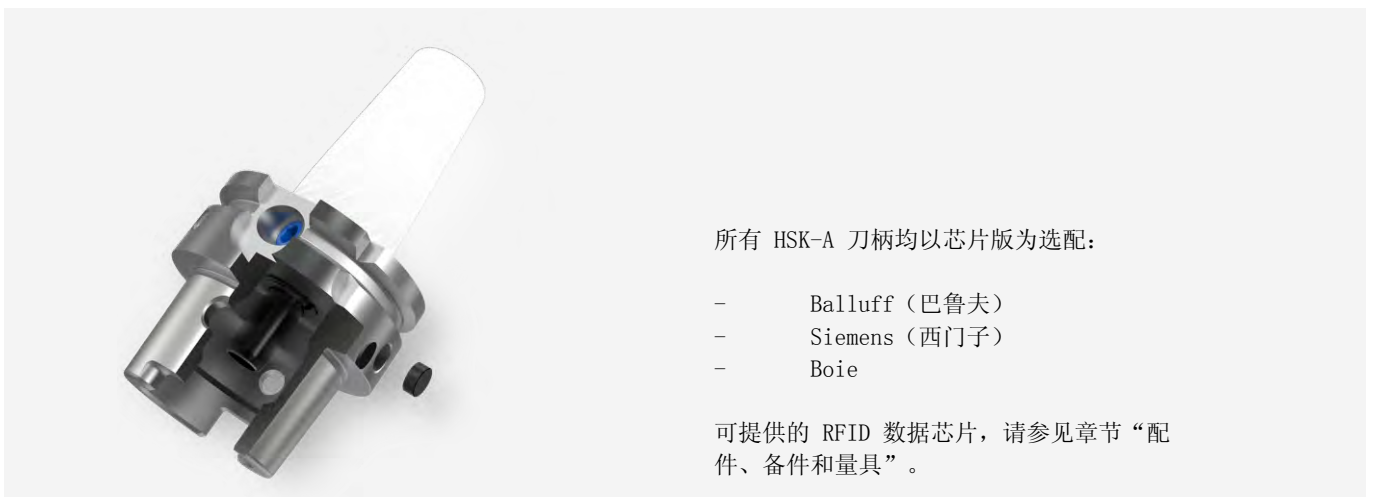 所有 HSK-A 刀柄均以芯片版为选配：
- Balluff（巴鲁夫）
- Siemens（西门子）
- Boie
可提供的 RFID 数据芯片，请参见章节“配
件、备件和量具”。